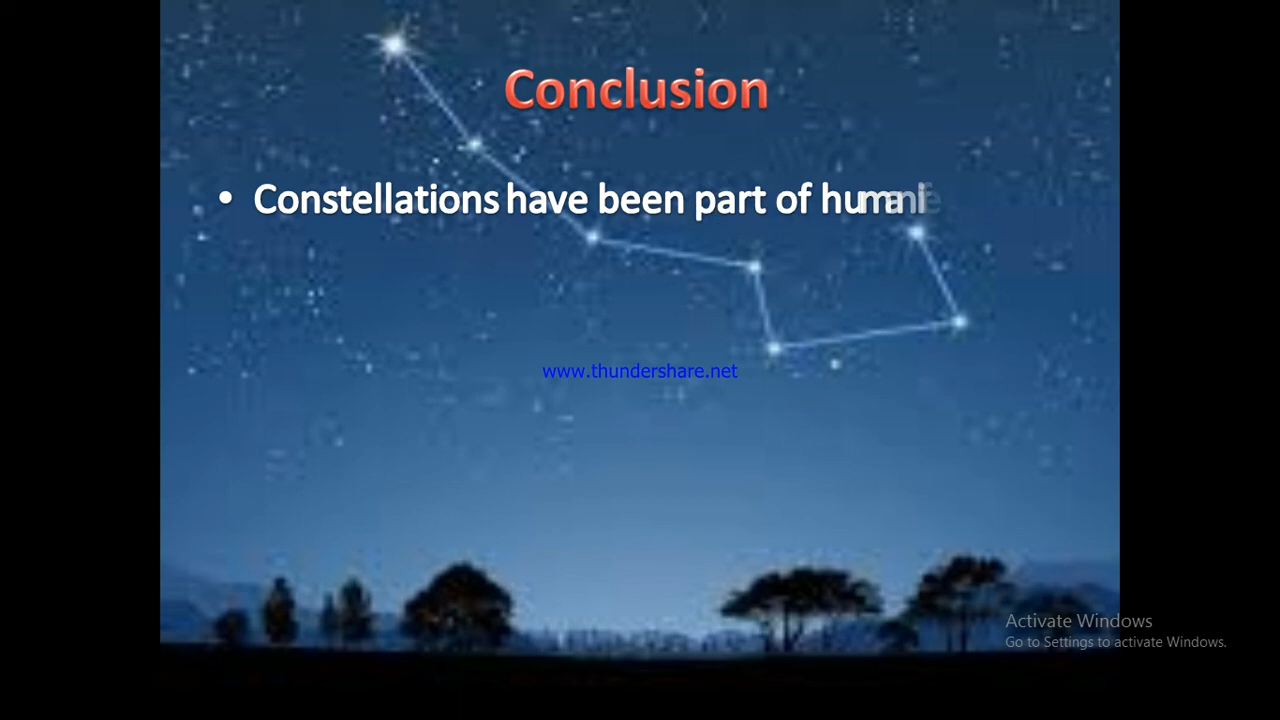 Conclusion
• Constellations have been part of
www.thundershare.net
Activate Windows
Go to Settings to activate Windows.